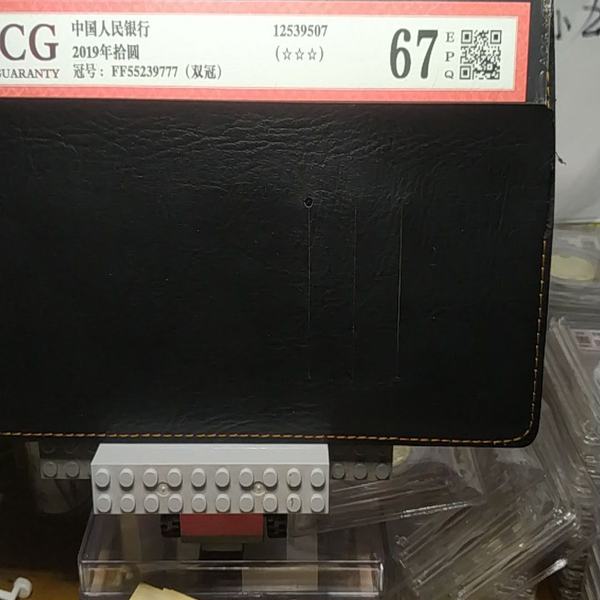 CG 中国人民银行 12539507
GUARANTY 2019年拾圆 (☆☆☆)
冠号：FF55239777（双冠）
67 EPQ